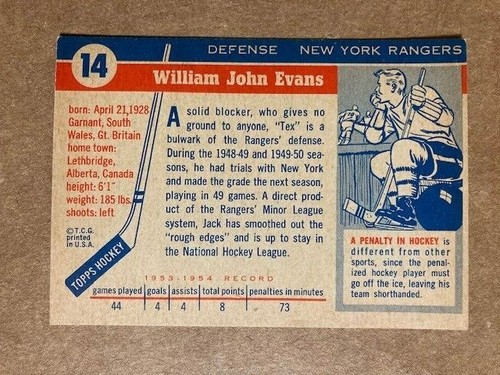 DEFENSE NEW YORK RANGERS
14
William John Evans
born: April 21, 1928
Garnant, South
Wales, Gt. Britain
home town:
Lethbridge,
Alberta, Canada
height: 6'1"
weight: 185 lbs.
shoots: left
©T.C.G.
printed
in U.S.A.
TOPPS HOCKEY
A solid blocker, who gives no
ground to anyone, "Tex" is a
bulwark of the Rangers' defense.
During the 1948-49 and 1949-50 sea-
sons, he had trials with New York
and made the grade the next season,
playing in 49 games. A direct prod-
uct of the Rangers' Minor League
system, Jack has smoothed out the
"rough edges" and is up to stay in
the National Hockey League.
A PENALTY IN HOCKEY is
different from other
sports, since the penal-
ized hockey player must
go off the ice, leaving his
team shorthanded.
1953-1954 RECORD
games played goals assists total points penalties in minutes
44 4 4 8 73